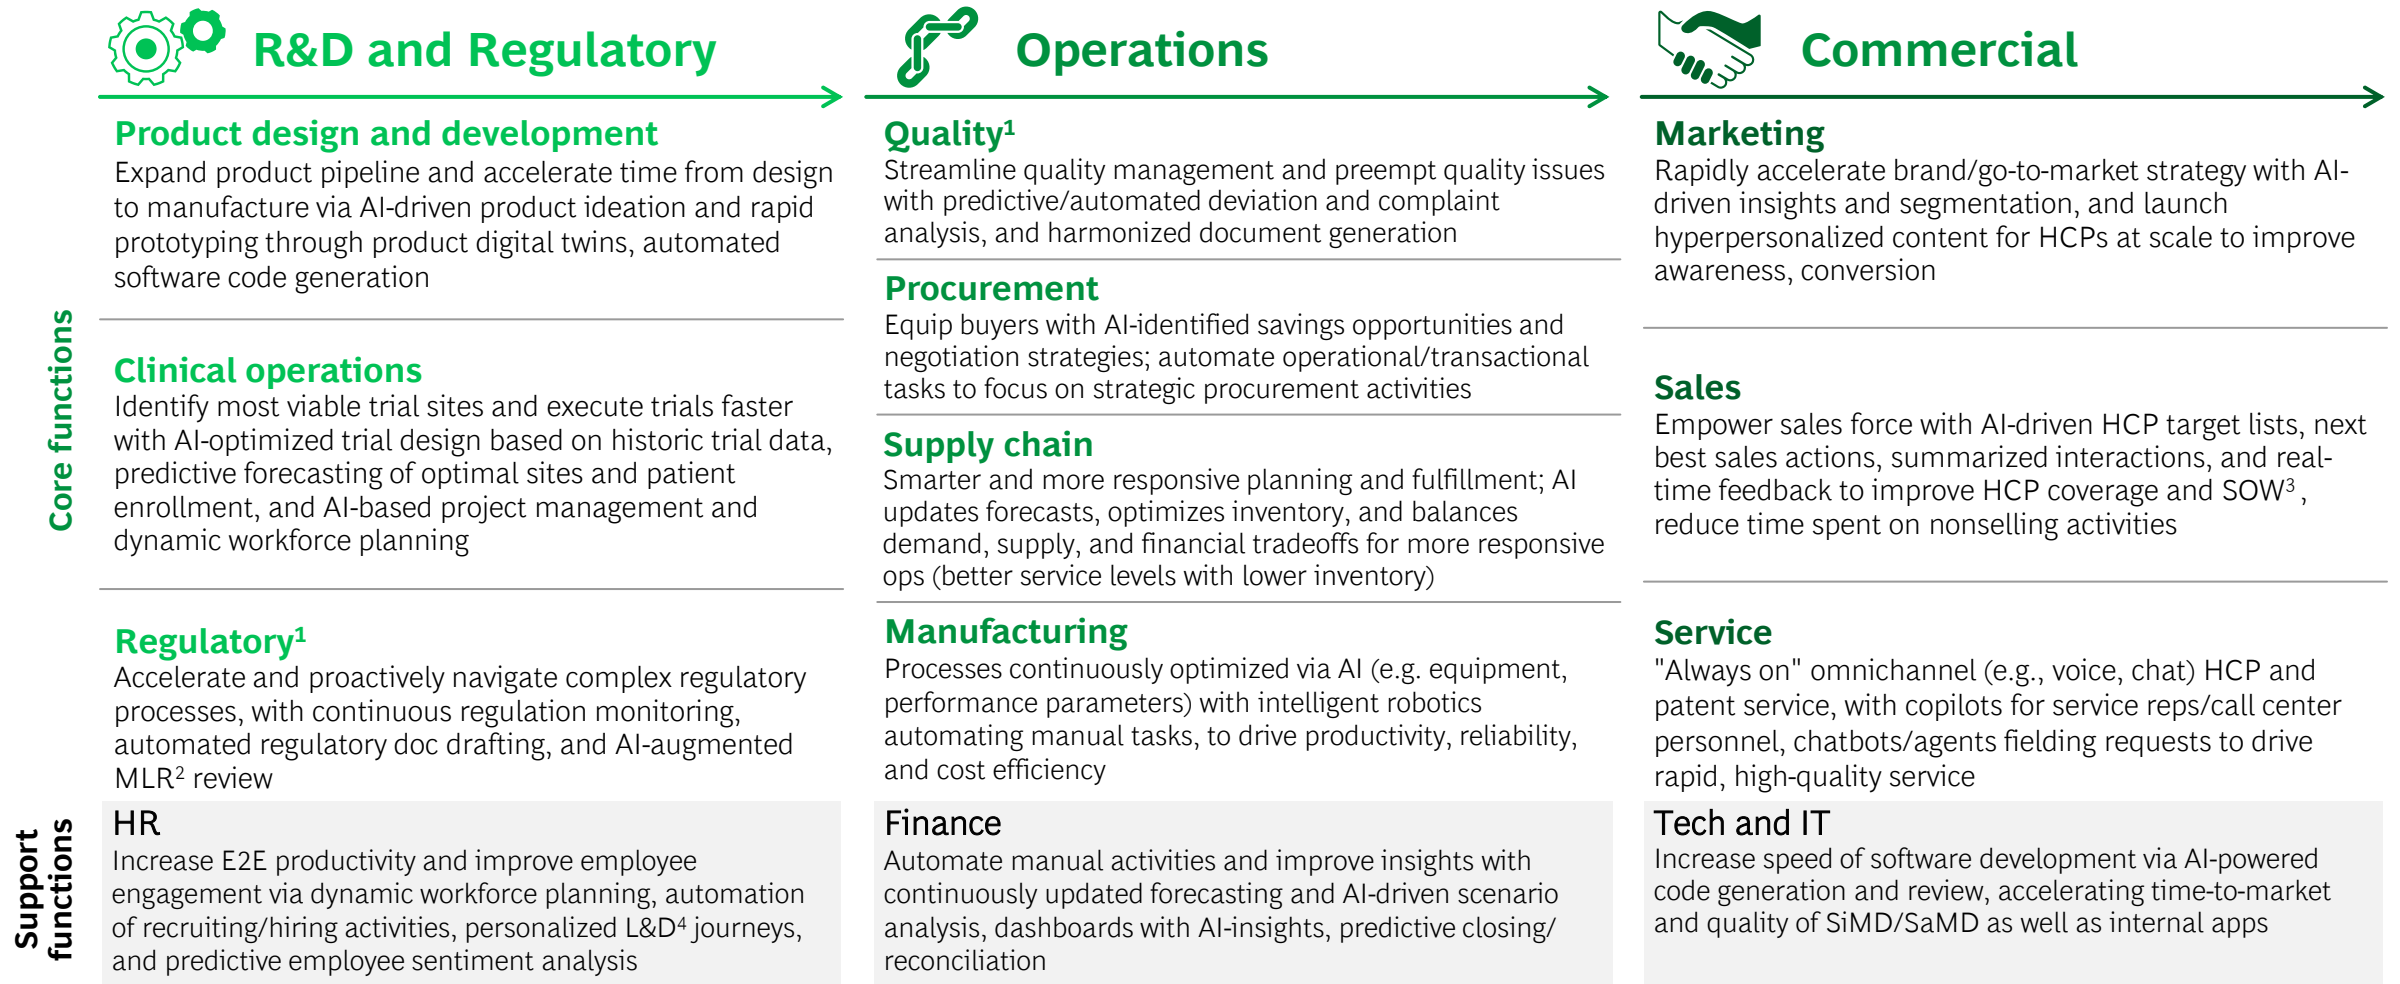 R&D and Regulatory
Product design and development
Expand product pipeline and accelerate time from design
to manufacture via AI-driven product ideation and rapid
prototyping through product digital twins, automated
software code generation
Clinical operations
Identify most viable trial sites and execute trials faster
with AI-optimized trial design based on historic trial data,
predictive forecasting of optimal sites and patient
enrollment, and AI-based project management and
dynamic workforce planning
Regulatory¹
Accelerate and proactively navigate complex regulatory
processes, with continuous regulation monitoring,
automated regulatory doc drafting, and AI-augmented
MLR² review
Operations
Quality¹
Streamline quality management and preempt quality issues
with predictive/automated deviation and complaint
analysis, and harmonized document generation
Procurement
Equip buyers with AI-identified savings opportunities and
negotiation strategies; automate operational/transactional
tasks to focus on strategic procurement activities
Supply chain
Smarter and more responsive planning and fulfillment; AI
updates forecasts, optimizes inventory, and balances
demand, supply, and financial tradeoffs for more responsive
ops (better service levels with lower inventory)
Manufacturing
Processes continuously optimized via AI (e.g. equipment,
performance parameters) with intelligent robotics
automating manual tasks, to drive productivity, reliability,
and cost efficiency
Commercial
Marketing
Rapidly accelerate brand/go-to-market strategy with AI-
driven insights and segmentation, and launch
hyperpersonalized content for HCPs at scale to improve
awareness, conversion
Sales
Empower sales force with AI-driven HCP target lists, next
best sales actions, summarized interactions, and real-
time feedback to improve HCP coverage and SOW³ ,
reduce time spent on nonselling activities
Service
"Always on" omnichannel (e.g., voice, chat) HCP and
patent service, with copilots for service reps/call center
personnel, chatbots/agents fielding requests to drive
rapid, high-quality service
Core functions
Support
functions
HR
Increase E2E productivity and improve employee
engagement via dynamic workforce planning, automation
of recruiting/hiring activities, personalized L&D⁴ journeys,
and predictive employee sentiment analysis
Finance
Automate manual activities and improve insights with
continuously updated forecasting and AI-driven scenario
analysis, dashboards with AI-insights, predictive closing/
reconciliation
Tech and IT
Increase speed of software development via AI-powered
code generation and review, accelerating time-to-market
and quality of SiMD/SaMD as well as internal apps